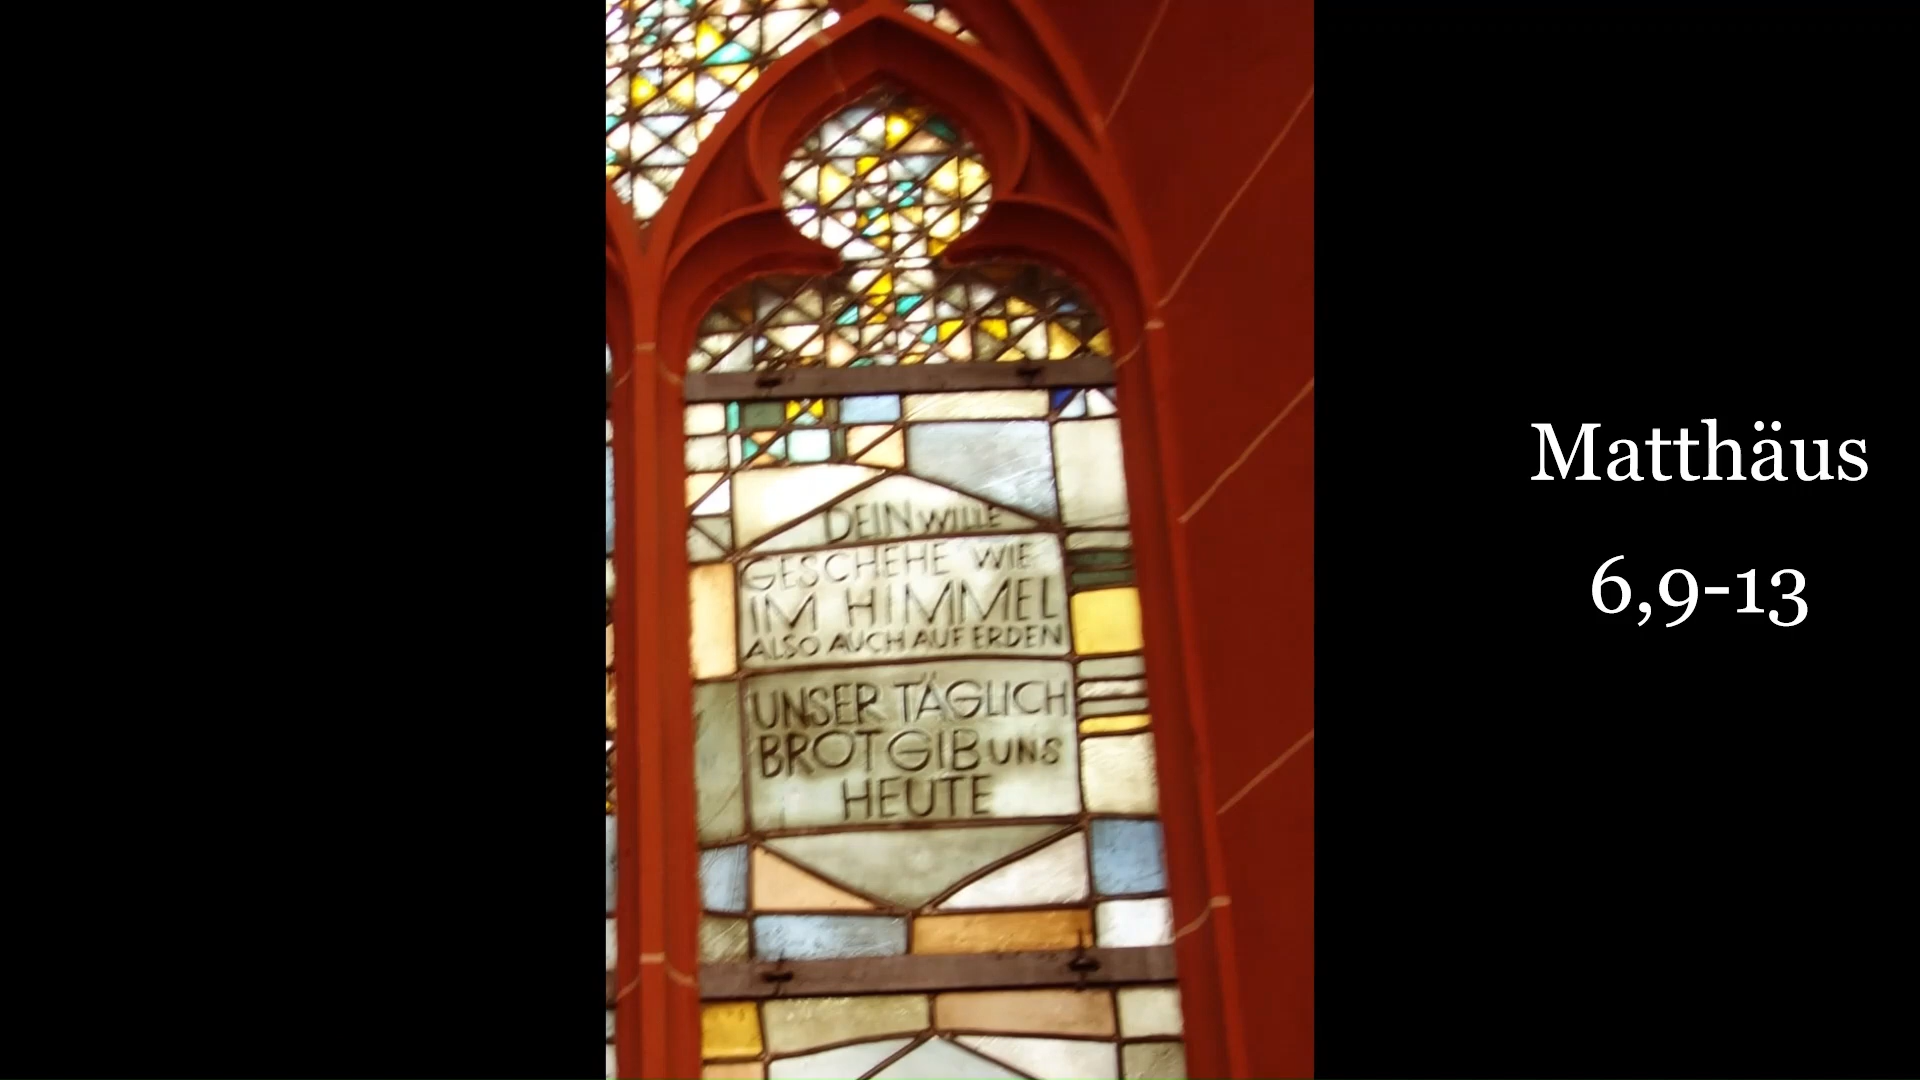 DEIN WILLE
GESCHEHE WIE
IM HIMMEL
ALSO AUCH AUF ERDEN
UNSER TÄGLICH
BROT GIB UNS
HEUTE
Matthäus
6,9-13